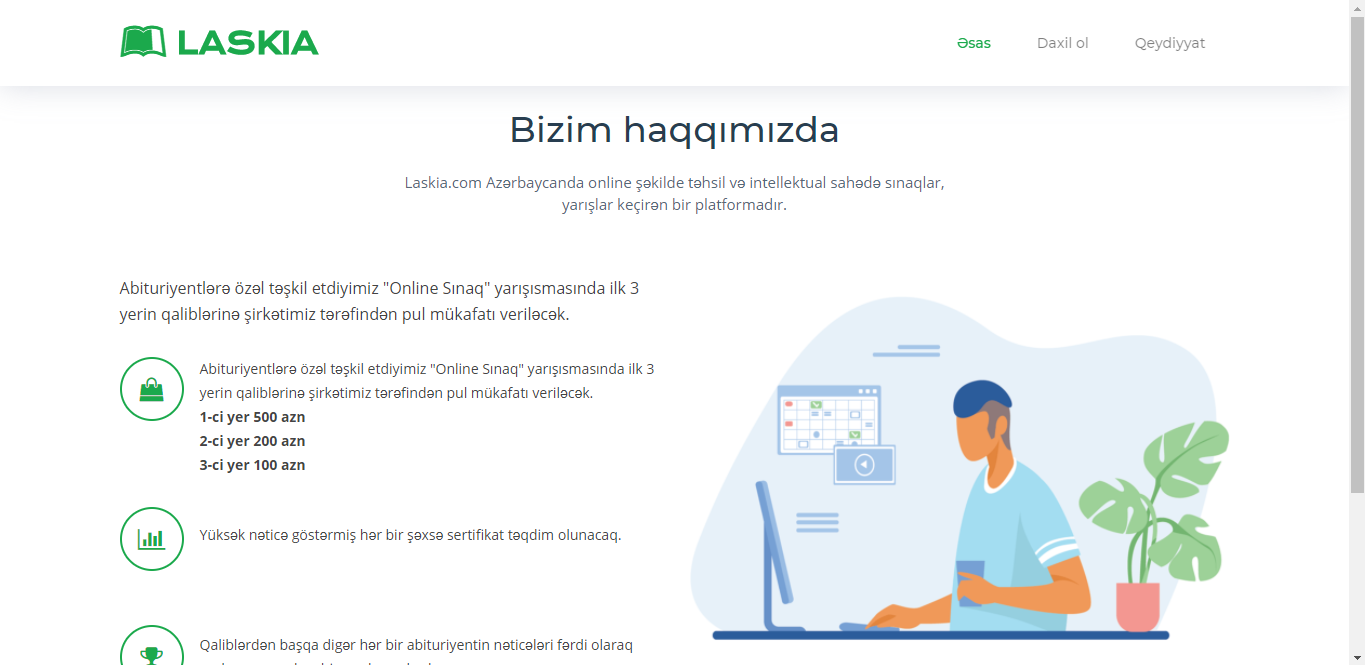 LASKIA
Əsas
Daxil ol
Qeydiyyat
Bizim haqqımızda
Laskia.com Azərbaycanda online şəkildə təhsil və intellektual sahədə sınaqlar,
yarışlar keçirən bir platformadır.
Abituriyentlərə özəl təşkil etdiyimiz "Online Sınaq" yarışısmasında ilk 3
yerin qaliblərinə şirkətimiz tərəfindən pul mükafatı veriləcək.
Abituriyentlərə özəl təşkil etdiyimiz "Online Sınaq" yarışısmasında ilk 3
yerin qaliblərinə şirkətimiz tərəfindən pul mükafatı veriləcək.
1-ci yer 500 azn
2-ci yer 200 azn
3-ci yer 100 azn
Yüksək nəticə göstərmiş hər bir şəxsə sertifikat təqdim olunacaq.
Qaliblərdən başqa digər hər bir abituriyentin nəticələri fərdi olaraq